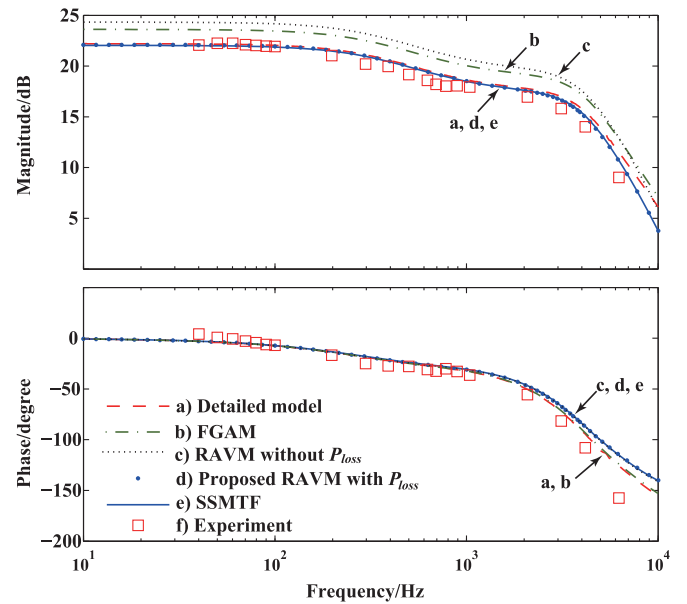 25
20
15
10
5
Magnitude/dB
b
c
a, d, e
0
−50
−100
−150
−200
Phase/degree
c, d, e
a, b
a) Detailed model
b) FGAM
c) RAVM without P_loss
d) Proposed RAVM with P_loss
e) SSMTF
f) Experiment
10^1
10^2
10^3
10^4
Frequency/Hz